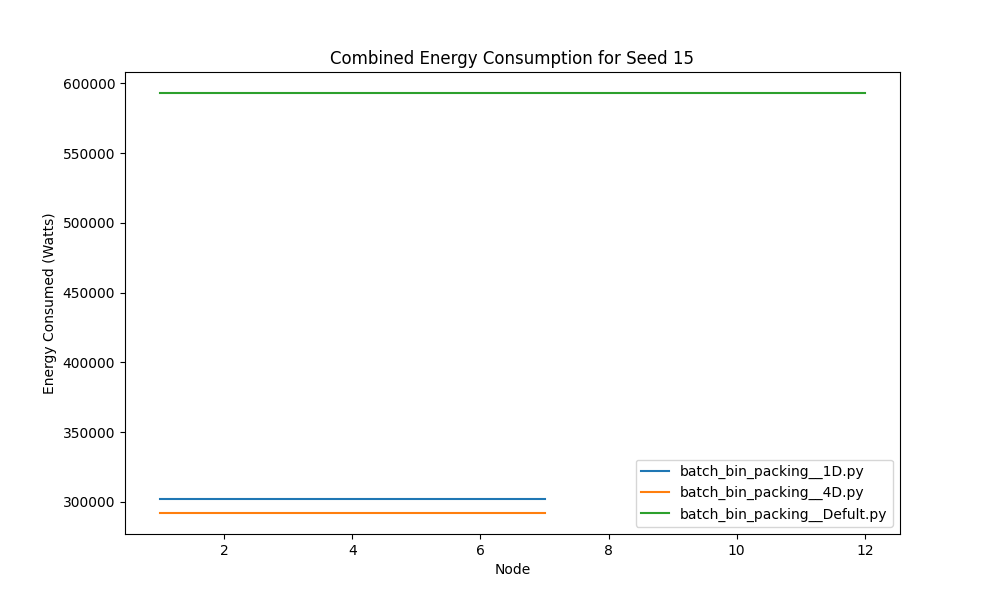 Combined Energy Consumption for Seed 15
Energy Consumed (Watts)
600000
550000
500000
450000
400000
350000
300000
batch_bin_packing__1D.py
batch_bin_packing__4D.py
batch_bin_packing__Defult.py
2 4 6 8 10 12
Node